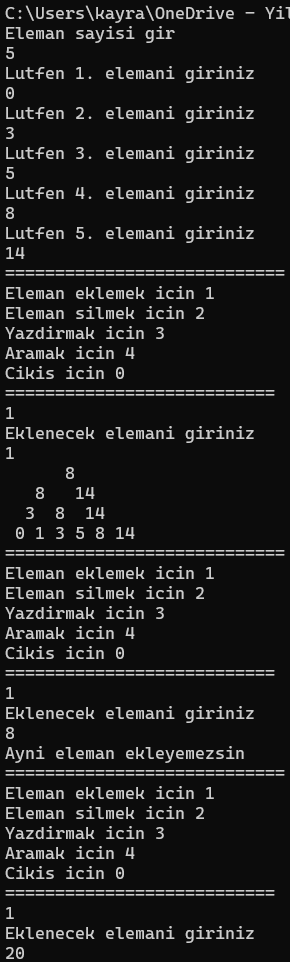 C:\Users\kayra\OneDrive - Yil
Eleman sayisi gir
5
Lutfen 1. elemani giriniz
0
Lutfen 2. elemani giriniz
3
Lutfen 3. elemani giriniz
5
Lutfen 4. elemani giriniz
8
Lutfen 5. elemani giriniz
14
============================
Eleman eklemek icin 1
Eleman silmek icin 2
Yazdirmak icin 3
Aramak icin 4
Cikis icin 0
===========================
1
Eklenecek elemani giriniz
1
      8
   8   14
  3  8  14
 0 1 3 5 8 14
============================
Eleman eklemek icin 1
Eleman silmek icin 2
Yazdirmak icin 3
Aramak icin 4
Cikis icin 0
===========================
1
Eklenecek elemani giriniz
8
Ayni eleman ekleyemezsin
============================
Eleman eklemek icin 1
Eleman silmek icin 2
Yazdirmak icin 3
Aramak icin 4
Cikis icin 0
===========================
1
Eklenecek elemani giriniz
20